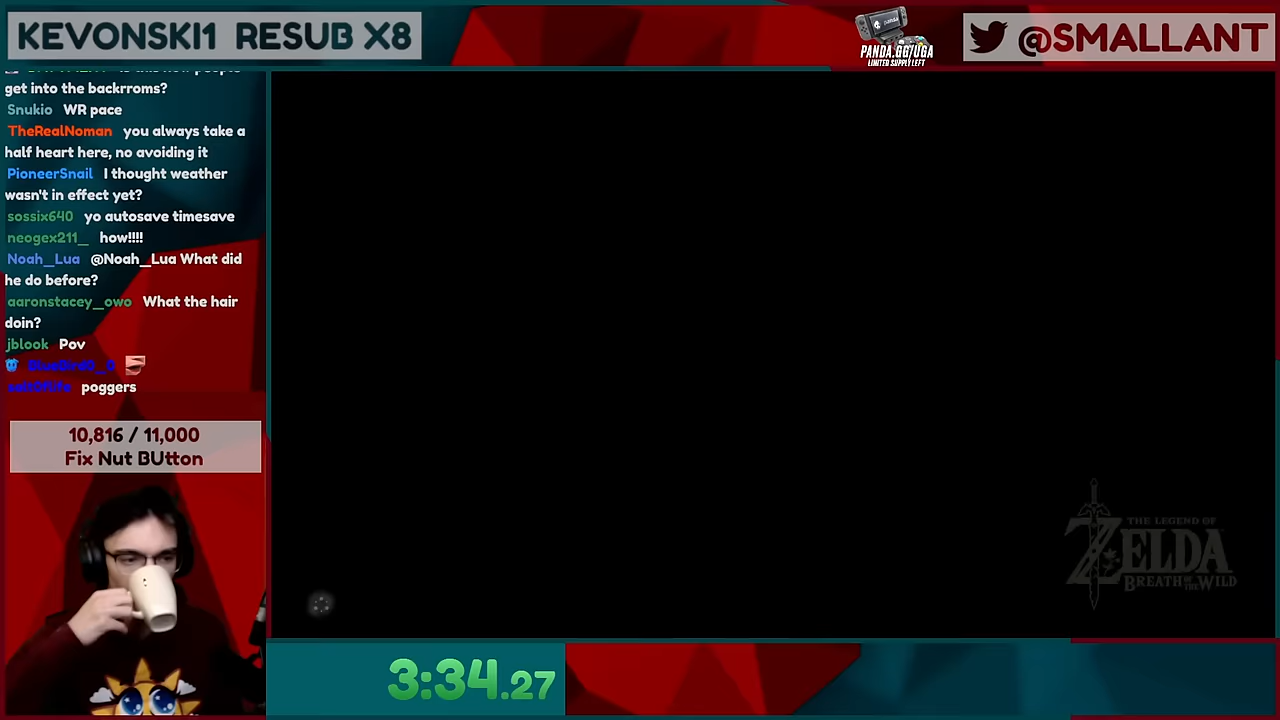 KEVONSKI1 RESUB X8
PANDA.GG/UGA
LIMITED SUPPLY LEFT
@SMALLANT
get into the backrroms?
Snukio WR pace
TheRealNoman you always take a
half heart here, no avoiding it
PioneerSnail I thought weather
wasn't in effect yet?
sossix640 yo autosave timesave
neogex211_ how!!!!
Noah_Lua @Noah_Lua What did
he do before?
aaronstacey_owo What the hair
doin?
jblook Pov
BlueBird0_0
salt0flife poggers
10,816 / 11,000
Fix Nut BUtton
THE LEGEND OF
ZELDA
BREATH OF THE WILD
3:34.27